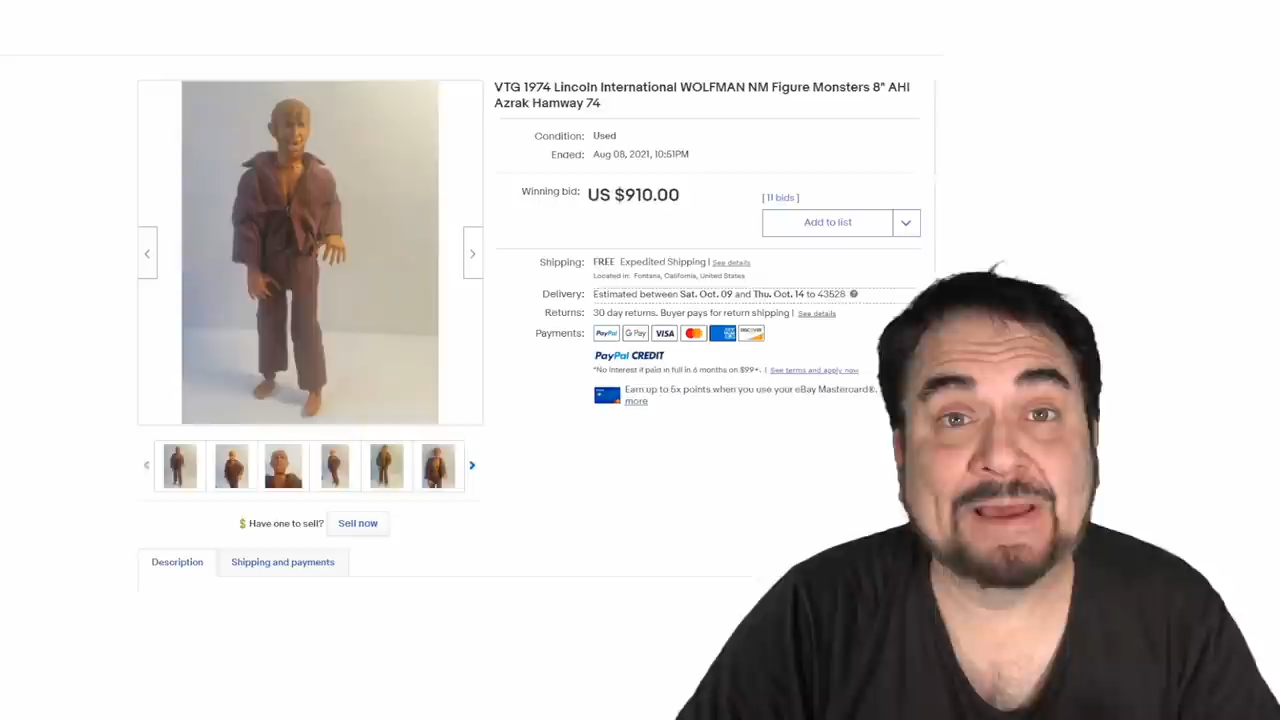 VTG 1974 Lincoln International WOLFMAN NM Figure Monsters 8" AHI
Azrak Hamway 74
Condition: Used
Ended: Aug 08, 2021, 10:51PM
Winning bid: US $910.00
[ 11 bids ]
Add to list
Shipping: FREE Expedited Shipping | See details
Located in: Fontana, California, United States
Delivery: Estimated between Sat. Oct. 09 and Thu. Oct. 14 to 43528
Returns: 30 day returns. Buyer pays for return shipping | See details
Payments: PayPal G Pay VISA DISCOVER
PayPal CREDIT
*No Interest if paid in full in 6 months on $99+. | See terms and apply now
Earn up to 5x points when you use your eBay Mastercard®.
more
$ Have one to sell? Sell now
Description Shipping and payments